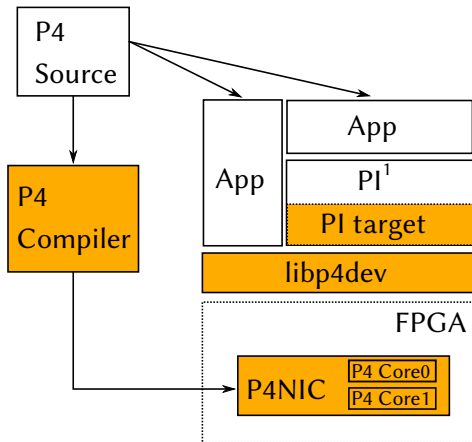 P4
Source
App
App
PI¹
PI target
P4
Compiler
libp4dev
FPGA
P4NIC
P4 Core0
P4 Core1